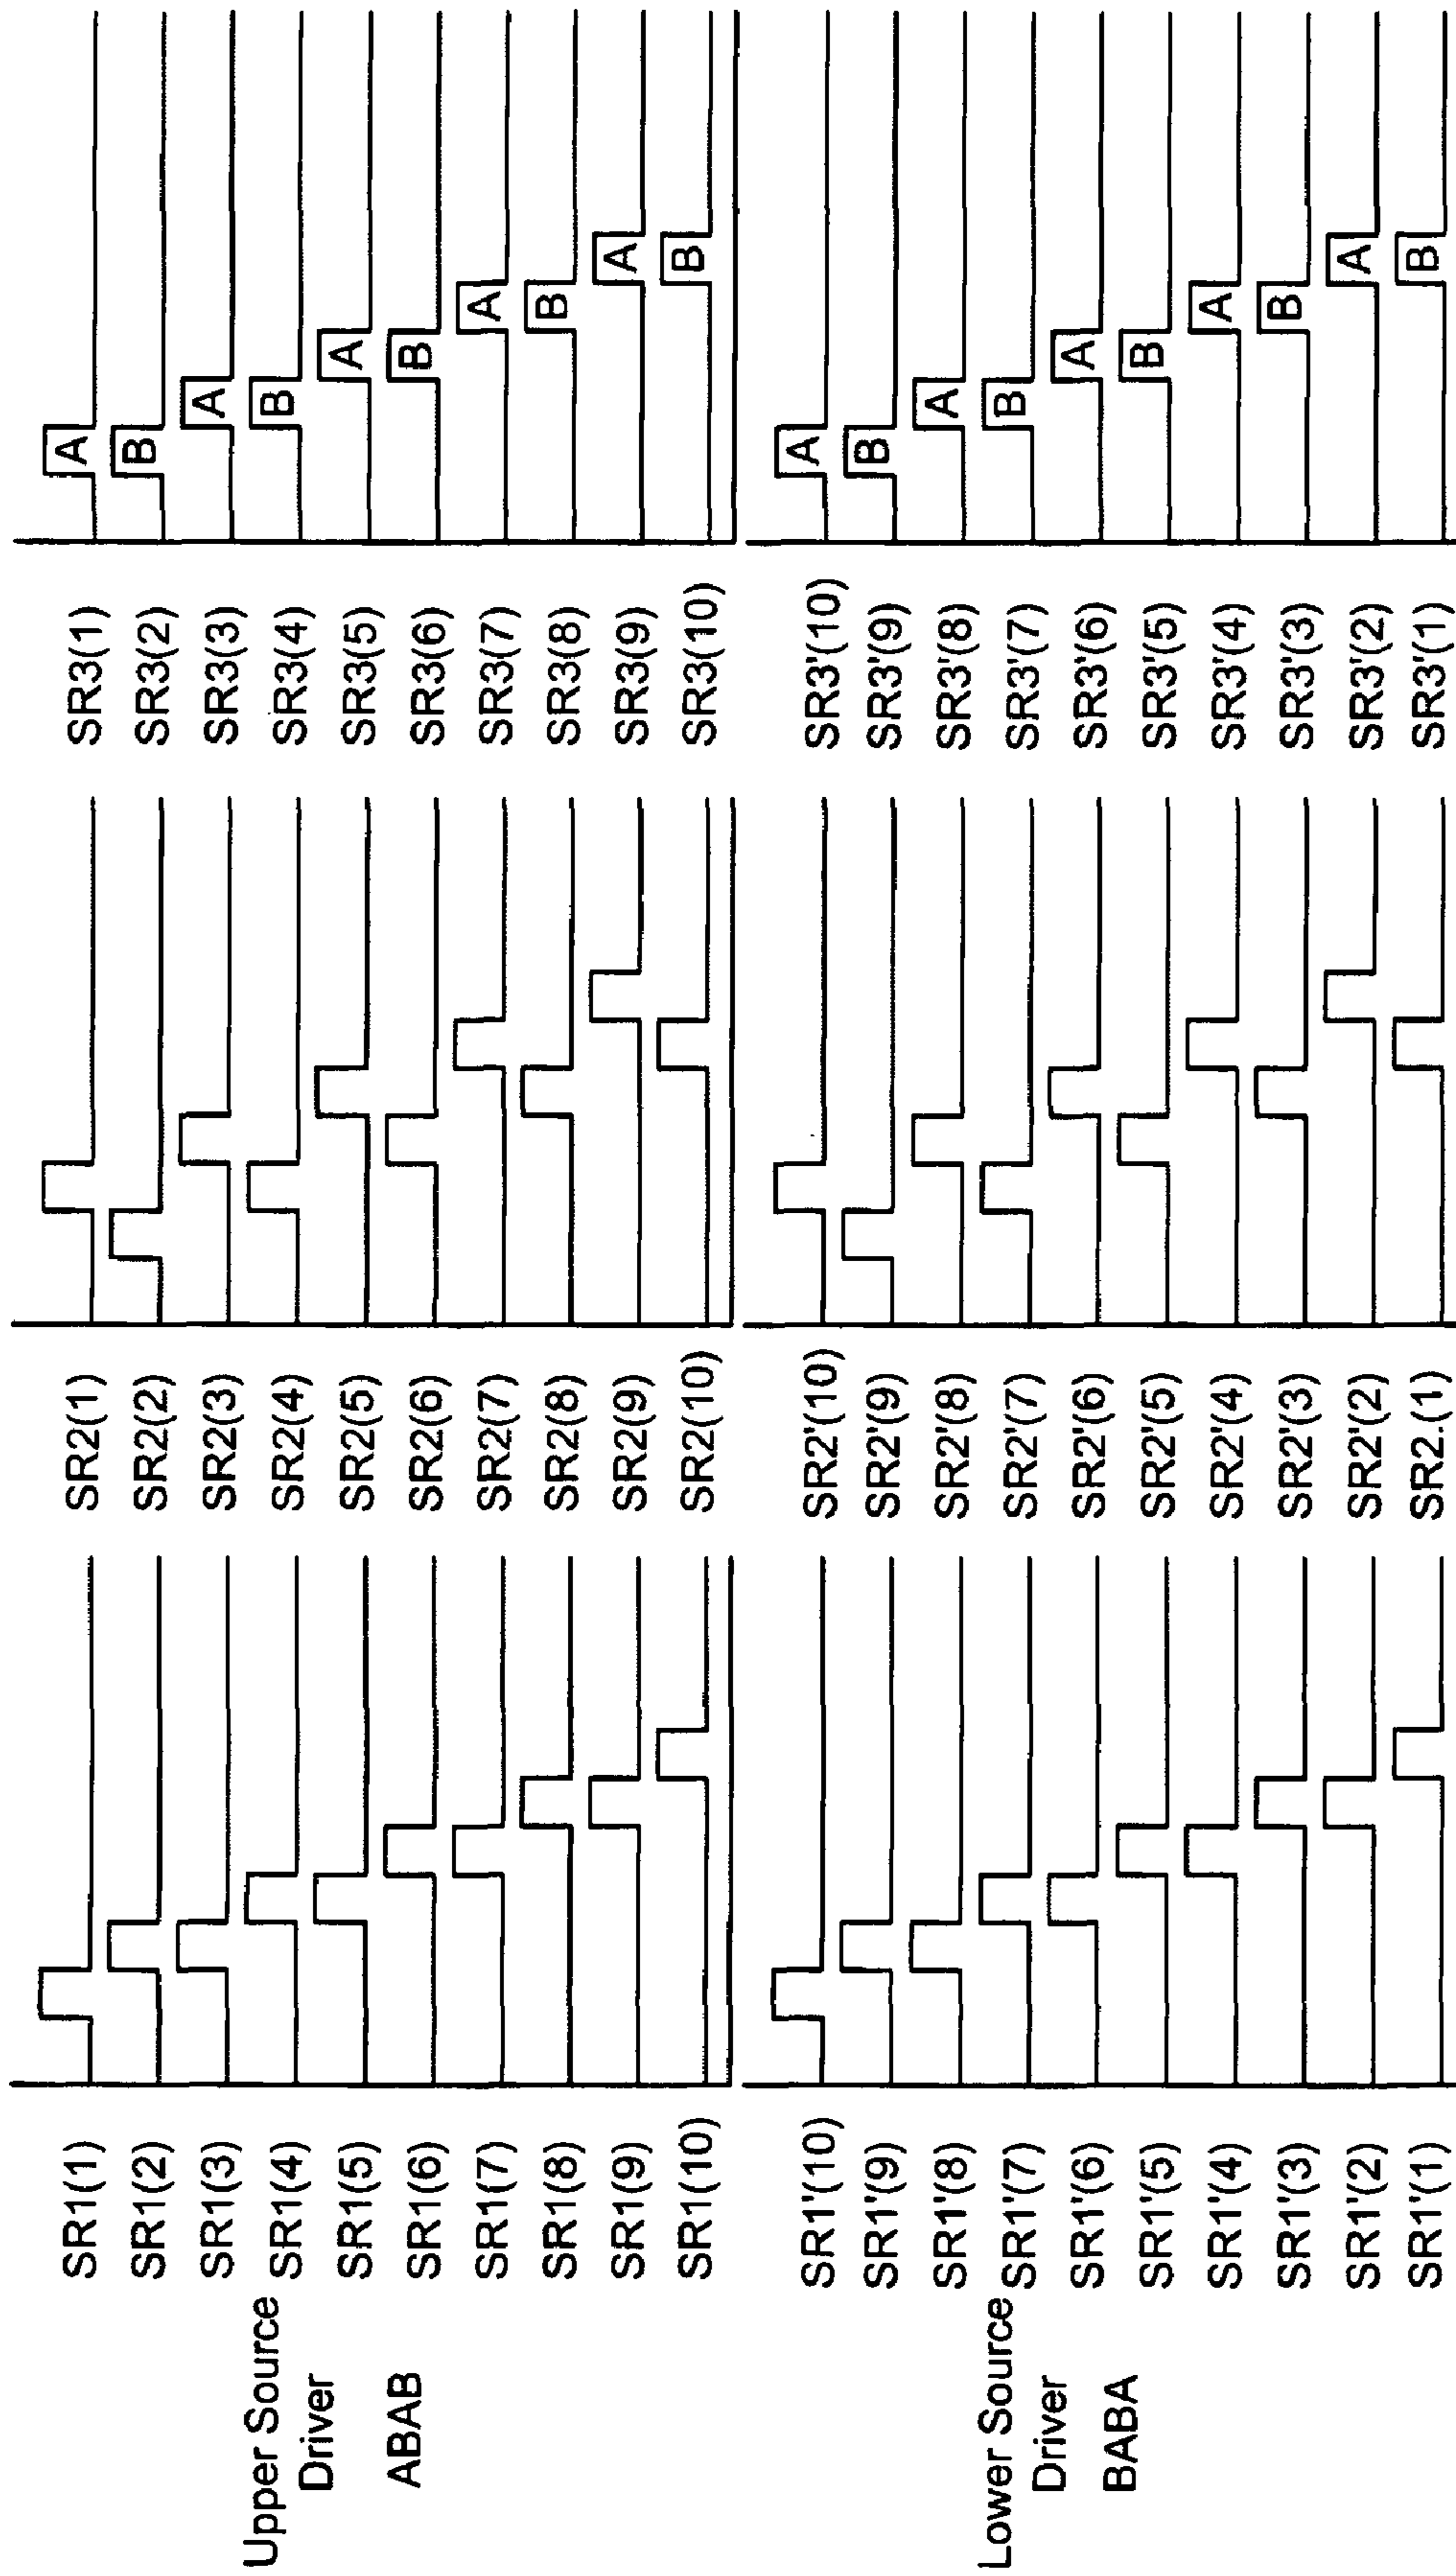 Upper Source
Driver
ABAB
SR1(1)
SR1(2)
SR1(3)
SR1(4)
SR1(5)
SR1(6)
SR1(7)
SR1(8)
SR1(9)
SR1(10)
SR2(1)
SR2(2)
SR2(3)
SR2(4)
SR2(5)
SR2(6)
SR2(7)
SR2(8)
SR2(9)
SR2(10)
SR3(1)
SR3(2)
SR3(3)
SR3(4)
SR3(5)
SR3(6)
SR3(7)
SR3(8)
SR3(9)
SR3(10)
A
B
A
B
A
B
A
B
A
B
Lower Source
Driver
BABA
SR1'(10)
SR1'(9)
SR1'(8)
SR1'(7)
SR1'(6)
SR1'(5)
SR1'(4)
SR1'(3)
SR1'(2)
SR1'(1)
SR2'(10)
SR2'(9)
SR2'(8)
SR2'(7)
SR2'(6)
SR2'(5)
SR2'(4)
SR2'(3)
SR2'(2)
SR2.(1)
SR3'(10)
SR3'(9)
SR3'(8)
SR3'(7)
SR3'(6)
SR3'(5)
SR3'(4)
SR3'(3)
SR3'(2)
SR3'(1)
A
B
A
B
A
B
A
B
A
B